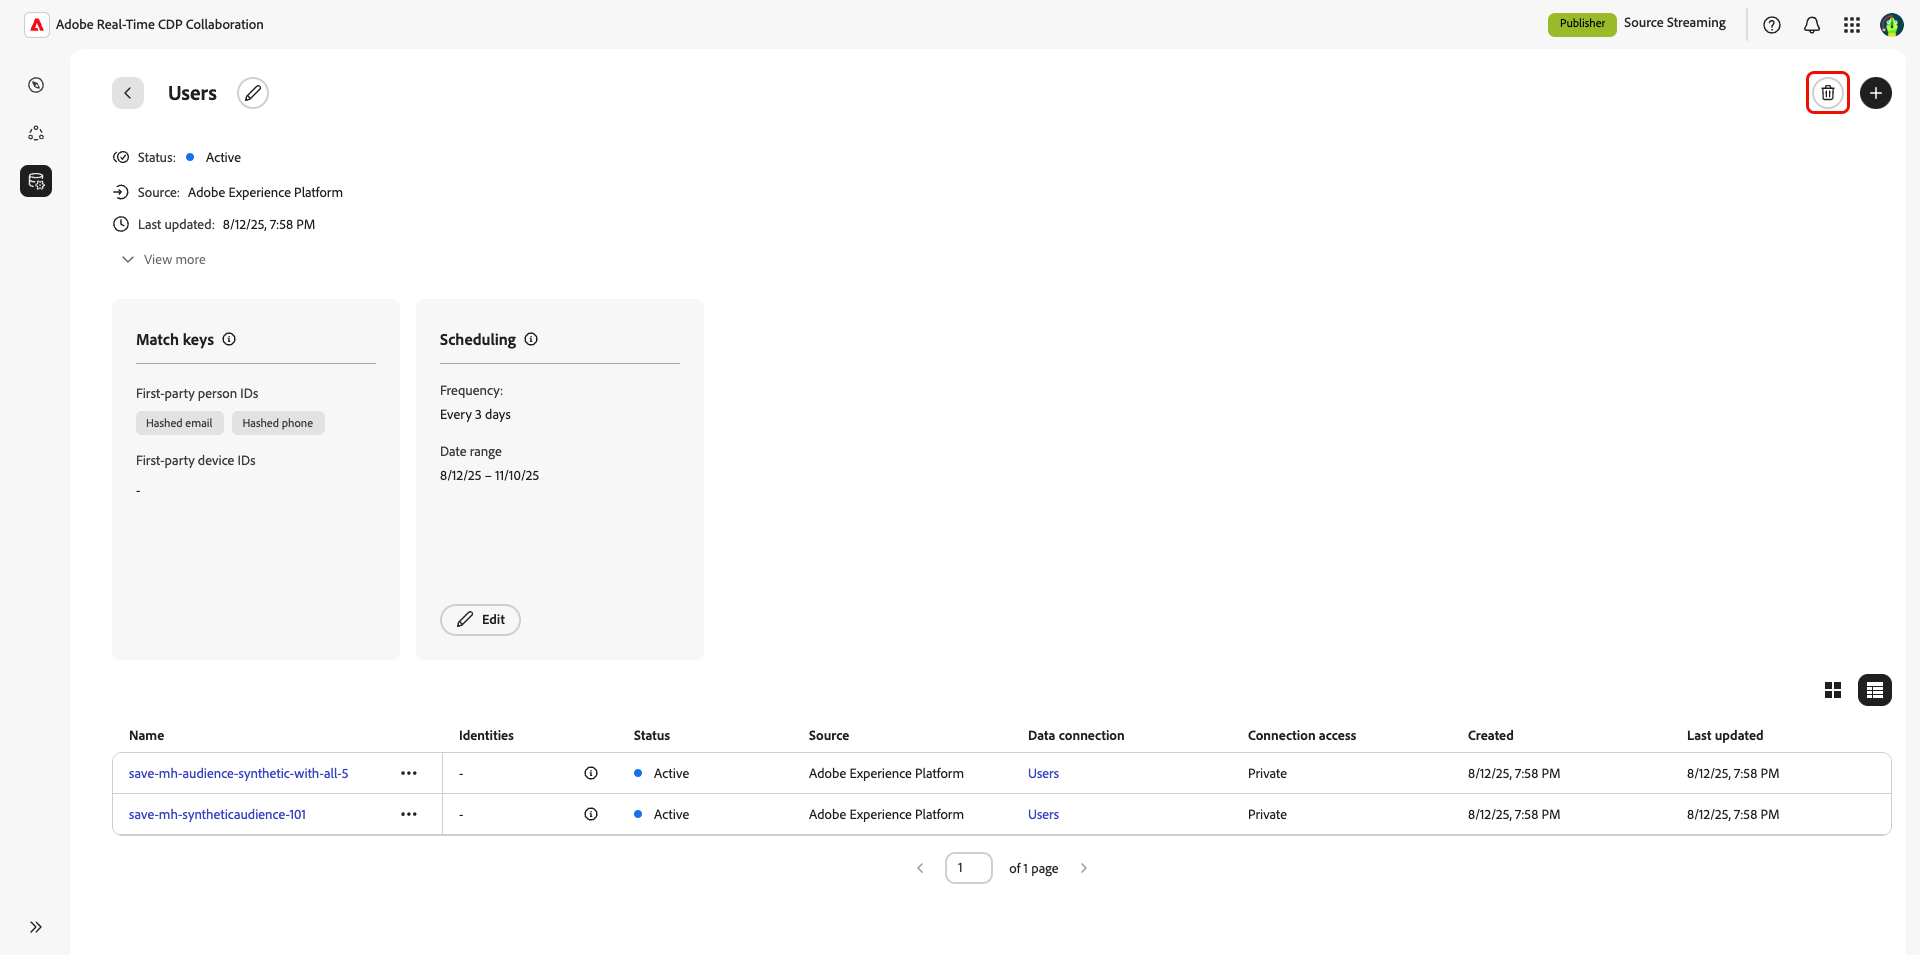 Adobe Real-Time CDP Collaboration
Publisher
Source Streaming
Users
Status: Active
Source: Adobe Experience Platform
Last updated: 8/12/25, 7:58 PM
View more
Match keys
First-party person IDs
Hashed email
Hashed phone
First-party device IDs
-
Scheduling
Frequency:
Every 3 days
Date range
8/12/25 – 11/10/25
Edit
Name Identities Status Source Data connection Connection access Created Last updated
save-mh-audience-synthetic-with-all-5 - Active Adobe Experience Platform Users Private 8/12/25, 7:58 PM 8/12/25, 7:58 PM
save-mh-syntheticaudience-101 - Active Adobe Experience Platform Users Private 8/12/25, 7:58 PM 8/12/25, 7:58 PM
1 of 1 page